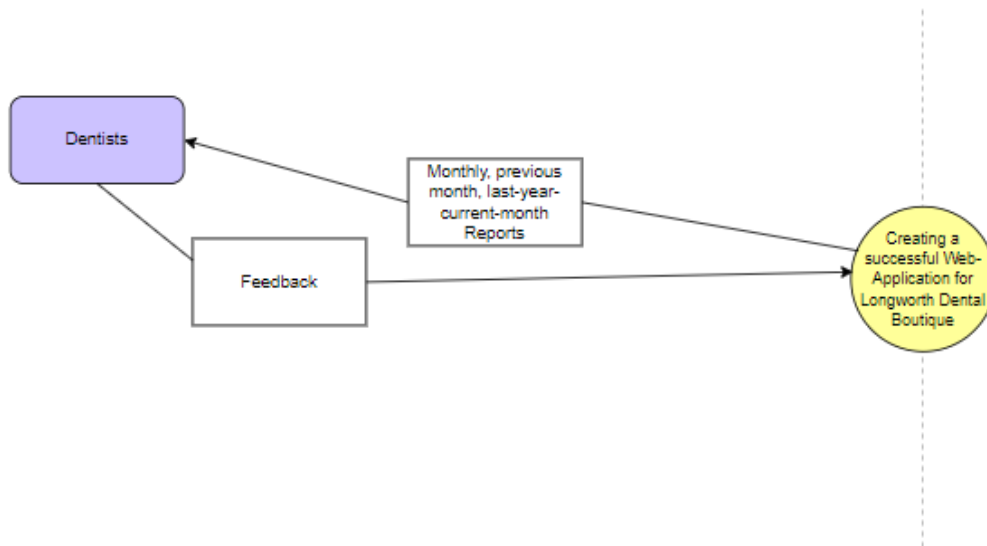 Dentists
Monthly, previous
month, last-year-
current-month
Reports
Feedback
Creating a
successful Web-
Application for
Longworth Dental
Boutique